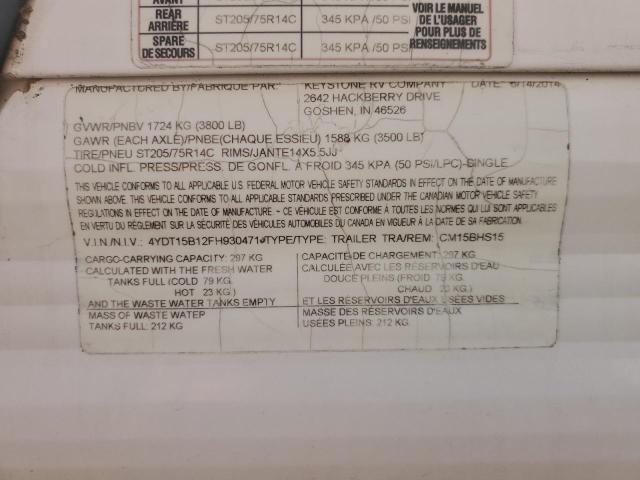 AVANT
REAR ST205/75R14C 345 KPA /50 PSI
ARRIÈRE
SPARE ST205/75R14C 345 KPA /50 PSI
DE SECOURS
VOIR LE MANUEL
DE L'USAGER
POUR PLUS DE
RENSEIGNEMENTS
MANUFACTURED BY/FABRIQUE PAR: KEYSTONE RV COMPANY DATE: 6/14/2014
2642 HACKBERRY DRIVE
GOSHEN, IN 46526
GVWR/PNBV 1724 KG (3800 LB)
GAWR (EACH AXLE)/PNBE(CHAQUE ESSIEU) 1588 KG (3500 LB)
TIRE/PNEU ST205/75R14C RIMS/JANTE14X5.5JJ
COLD INFL. PRESS/PRESS. DE GONFL. À FROID 345 KPA (50 PSI/LPC)-SINGLE
THIS VEHICLE CONFORMS TO ALL APPLICABLE U.S. FEDERAL MOTOR VEHICLE SAFETY STANDARDS IN EFFECT ON THE DATE OF MANUFACTURE
SHOWN ABOVE. THIS VEHICLE CONFORMS TO ALL APPLICABLE STANDARDS PRESCRIBED UNDER THE CANADIAN MOTOR VEHICLE SAFETY
REGULATIONS IN EFFECT ON DATE OF MANUFACTURE - CE VÉHICULE EST CONFORME À TOUTES LES NORMES QUI LUI SONT APPLICABLES
EN VERTU DU RÈGLEMENT SUR LA SÉCURITÉ DES VÉHICULES AUTOMOBILES DU CANADA EN VIGUEUR À LA DATE DE SA FABRICATION.
V.I.N./N.I.V.: 4YDT15B12FH930471 TYPE/TYPE: TRAILER TRA/REM: CM15BHS15
CARGO-CARRYING CAPACITY: 297 KG
CALCULATED WITH THE FRESH WATER
TANKS FULL (COLD 79 KG
HOT 23 KG)
AND THE WASTE WATER TANKS EMPTY
MASS OF WASTE WATER
TANKS FULL: 212 KG
CAPACITE DE CHARGEMENT: 297 KG
CALCULÉE AVEC LES RÉSERVOIRS D'EAU
DOUCE PLEINS (FROID 79 KG
CHAUD 23 KG)
ET LES RÉSERVOIRS D'EAUX USÉES VIDES
MASSE DES RÉSERVOIRS D'EAUX
USÉES PLEINS: 212 KG